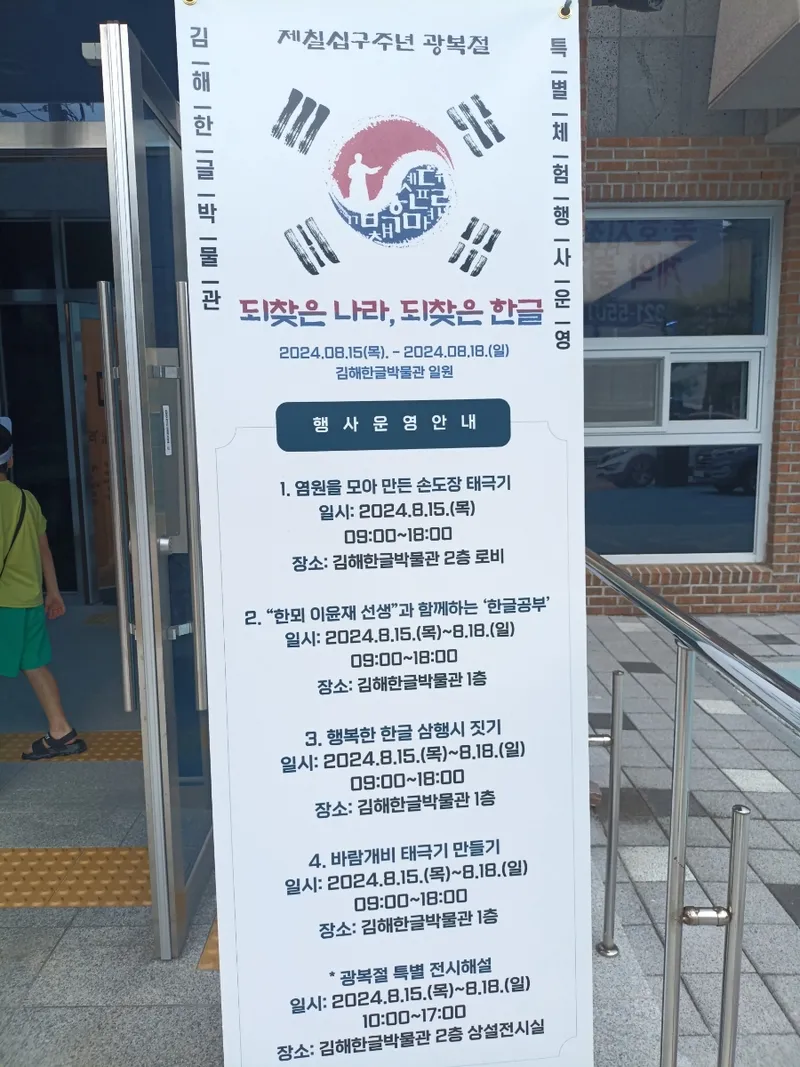 제칠십구주년 광복절
김해한글박물관
특별체험행사운영
되찾은 나라, 되찾은 한글
2024.08.15(목). - 2024.08.18.(일)
김해한글박물관 일원
행사운영안내
1. 염원을 모아 만든 손도장 태극기
일시: 2024.8.15.(목)
09:00~18:00
장소: 김해한글박물관 2층 로비
2. “한뫼 이윤재 선생”과 함께하는 ‘한글공부’
일시: 2024.8.15.(목)~8.18.(일)
09:00~18:00
장소: 김해한글박물관 1층
3. 행복한 한글 삼행시 짓기
일시: 2024.8.15.(목)~8.18.(일)
09:00~18:00
장소: 김해한글박물관 1층
4. 바람개비 태극기 만들기
일시: 2024.8.15.(목)~8.18.(일)
09:00~18:00
장소: 김해한글박물관 1층
* 광복절 특별 전시해설
일시: 2024.8.15.(목)~8.18.(일)
10:00~17:00
장소: 김해한글박물관 2층 상설전시실